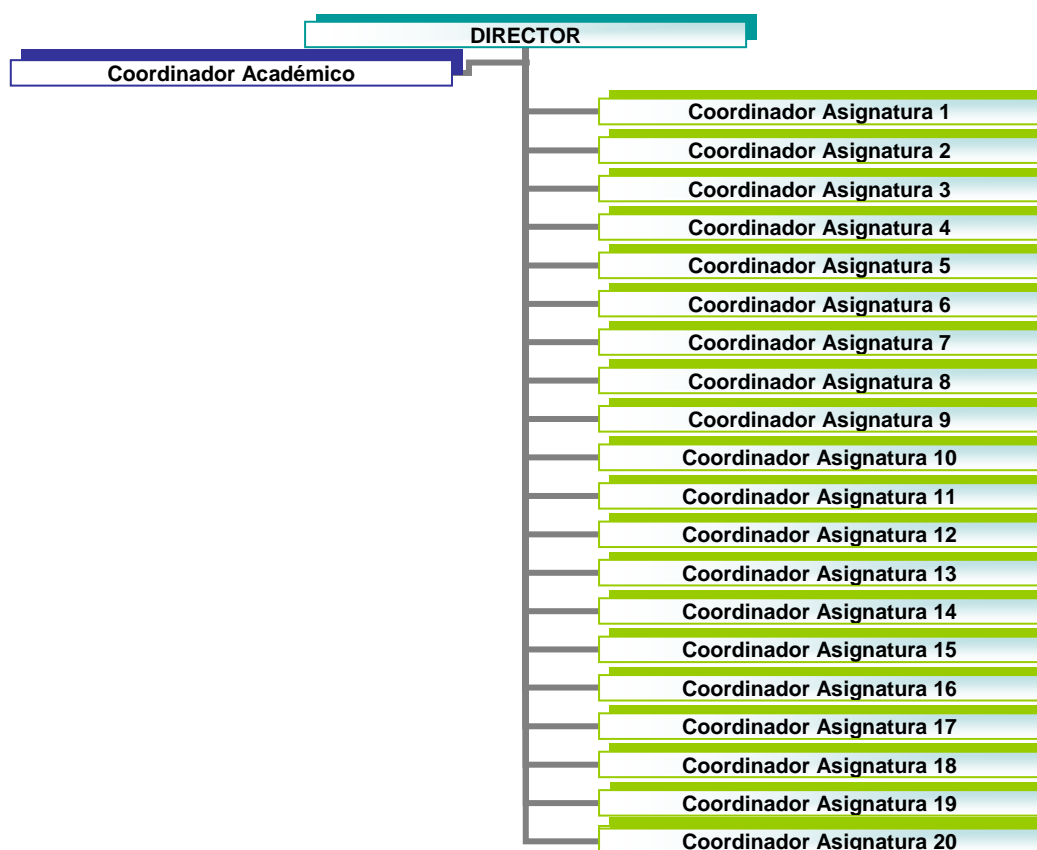 DIRECTOR
Coordinador Académico
Coordinador Asignatura 1
Coordinador Asignatura 2
Coordinador Asignatura 3
Coordinador Asignatura 4
Coordinador Asignatura 5
Coordinador Asignatura 6
Coordinador Asignatura 7
Coordinador Asignatura 8
Coordinador Asignatura 9
Coordinador Asignatura 10
Coordinador Asignatura 11
Coordinador Asignatura 12
Coordinador Asignatura 13
Coordinador Asignatura 14
Coordinador Asignatura 15
Coordinador Asignatura 16
Coordinador Asignatura 17
Coordinador Asignatura 18
Coordinador Asignatura 19
Coordinador Asignatura 20